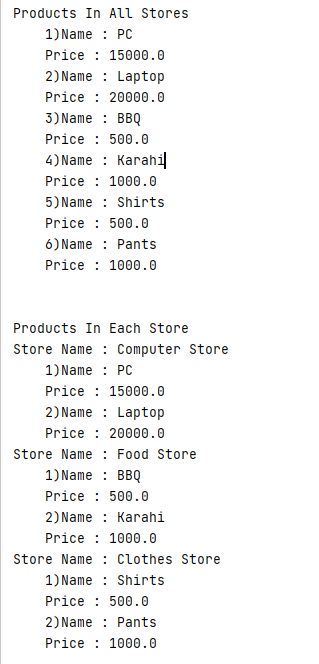 Products In All Stores
1)Name : PC
Price : 15000.0
2)Name : Laptop
Price : 20000.0
3)Name : BBQ
Price : 500.0
4)Name : Karahi
Price : 1000.0
5)Name : Shirts
Price : 500.0
6)Name : Pants
Price : 1000.0
Products In Each Store
Store Name : Computer Store
1)Name : PC
Price : 15000.0
2)Name : Laptop
Price : 20000.0
Store Name : Food Store
1)Name : BBQ
Price : 500.0
2)Name : Karahi
Price : 1000.0
Store Name : Clothes Store
1)Name : Shirts
Price : 500.0
2)Name : Pants
Price : 1000.0